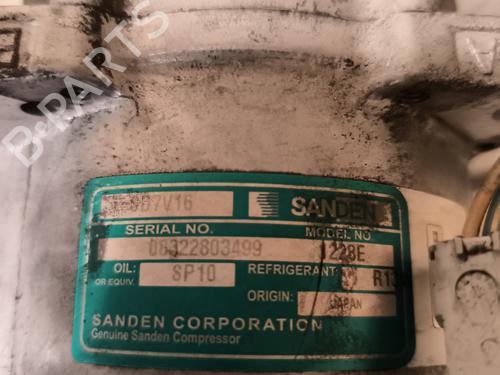 B-PARTS
SD7V16 SANDEN
SERIAL NO. MODEL NO.
08322803499 1228E
OIL: SP10 REFRIGERANT:
OR EQUIV.
ORIGIN: JAPAN
SANDEN CORPORATION
Genuine Sanden Compressor